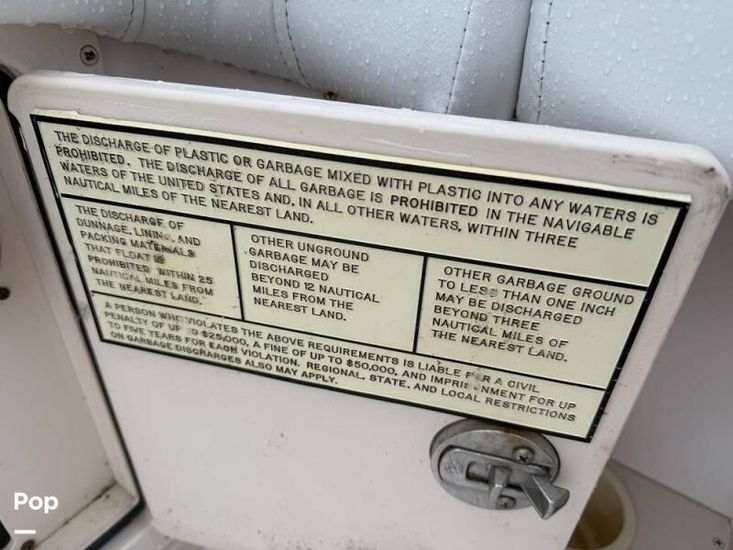 THE DISCHARGE OF PLASTIC OR GARBAGE MIXED WITH PLASTIC INTO ANY WATERS IS
PROHIBITED. THE DISCHARGE OF ALL GARBAGE IS PROHIBITED IN THE NAVIGABLE
WATERS OF THE UNITED STATES AND, IN ALL OTHER WATERS, WITHIN THREE
NAUTICAL MILES OF THE NEAREST LAND.
THE DISCHARGE OF
DUNNAGE, LINING, AND
PACKING MATERIALS
THAT FLOAT IS
PROHIBITED WITHIN 25
NAUTICAL MILES FROM
THE NEAREST LAND.
OTHER UNGROUND
GARBAGE MAY BE
DISCHARGED
BEYOND 12 NAUTICAL
MILES FROM THE
NEAREST LAND.
OTHER GARBAGE GROUND
TO LESS THAN ONE INCH
MAY BE DISCHARGED
BEYOND THREE
NAUTICAL MILES OF
THE NEAREST LAND.
A PERSON WHO VIOLATES THE ABOVE REQUIREMENTS IS LIABLE FOR A CIVIL
PENALTY OF UP TO $25,000, A FINE OF UP TO $50,000, AND IMPRISONMENT FOR UP
TO FIVE YEARS FOR EACH VIOLATION. REGIONAL, STATE, AND LOCAL RESTRICTIONS
ON GARBAGE DISCHARGES ALSO MAY APPLY.
Pop